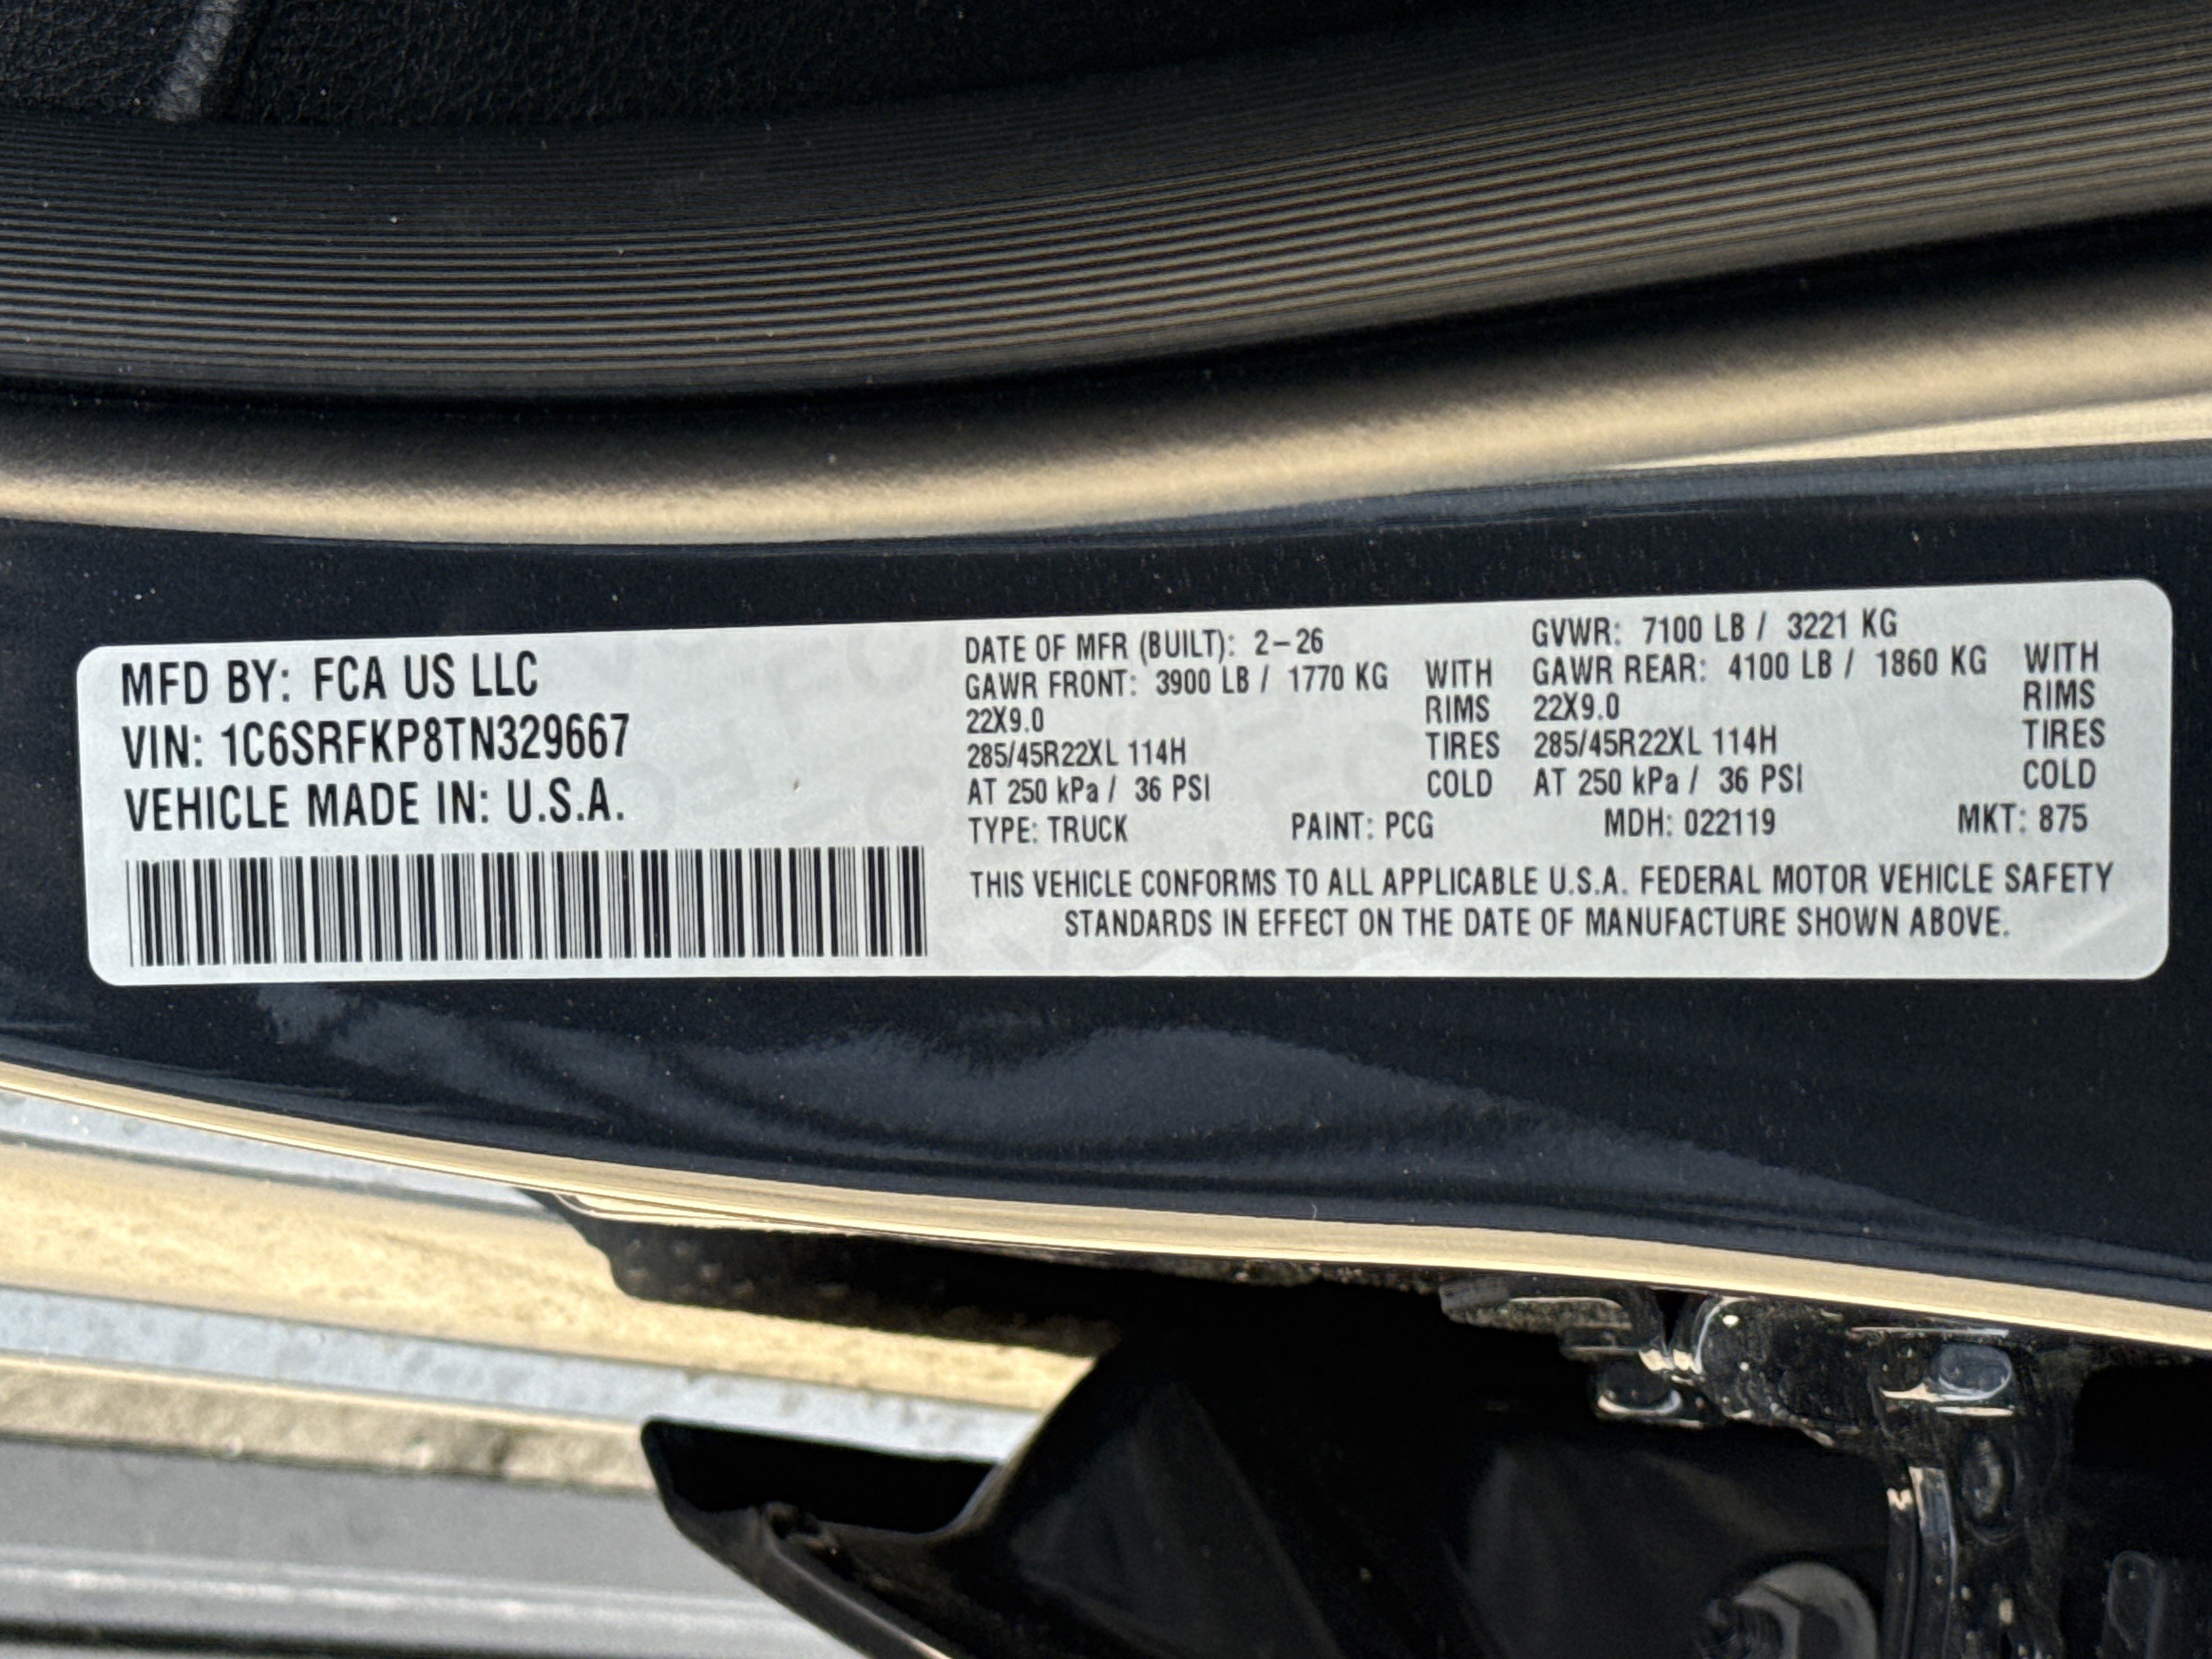 MFD BY: FCA US LLC
VIN: 1C6SRFKP8TN329667
VEHICLE MADE IN: U.S.A.
DATE OF MFR (BUILT): 2-26
GAWR FRONT: 3900 LB / 1770 KG WITH
22X9.0 RIMS
285/45R22XL 114H TIRES
AT 250 kPa / 36 PSI COLD
GVWR: 7100 LB / 3221 KG
GAWR REAR: 4100 LB / 1860 KG WITH
22X9.0 RIMS
285/45R22XL 114H TIRES
AT 250 kPa / 36 PSI COLD
TYPE: TRUCK PAINT: PCG MDH: 022119 MKT: 875
THIS VEHICLE CONFORMS TO ALL APPLICABLE U.S.A. FEDERAL MOTOR VEHICLE SAFETY
STANDARDS IN EFFECT ON THE DATE OF MANUFACTURE SHOWN ABOVE.